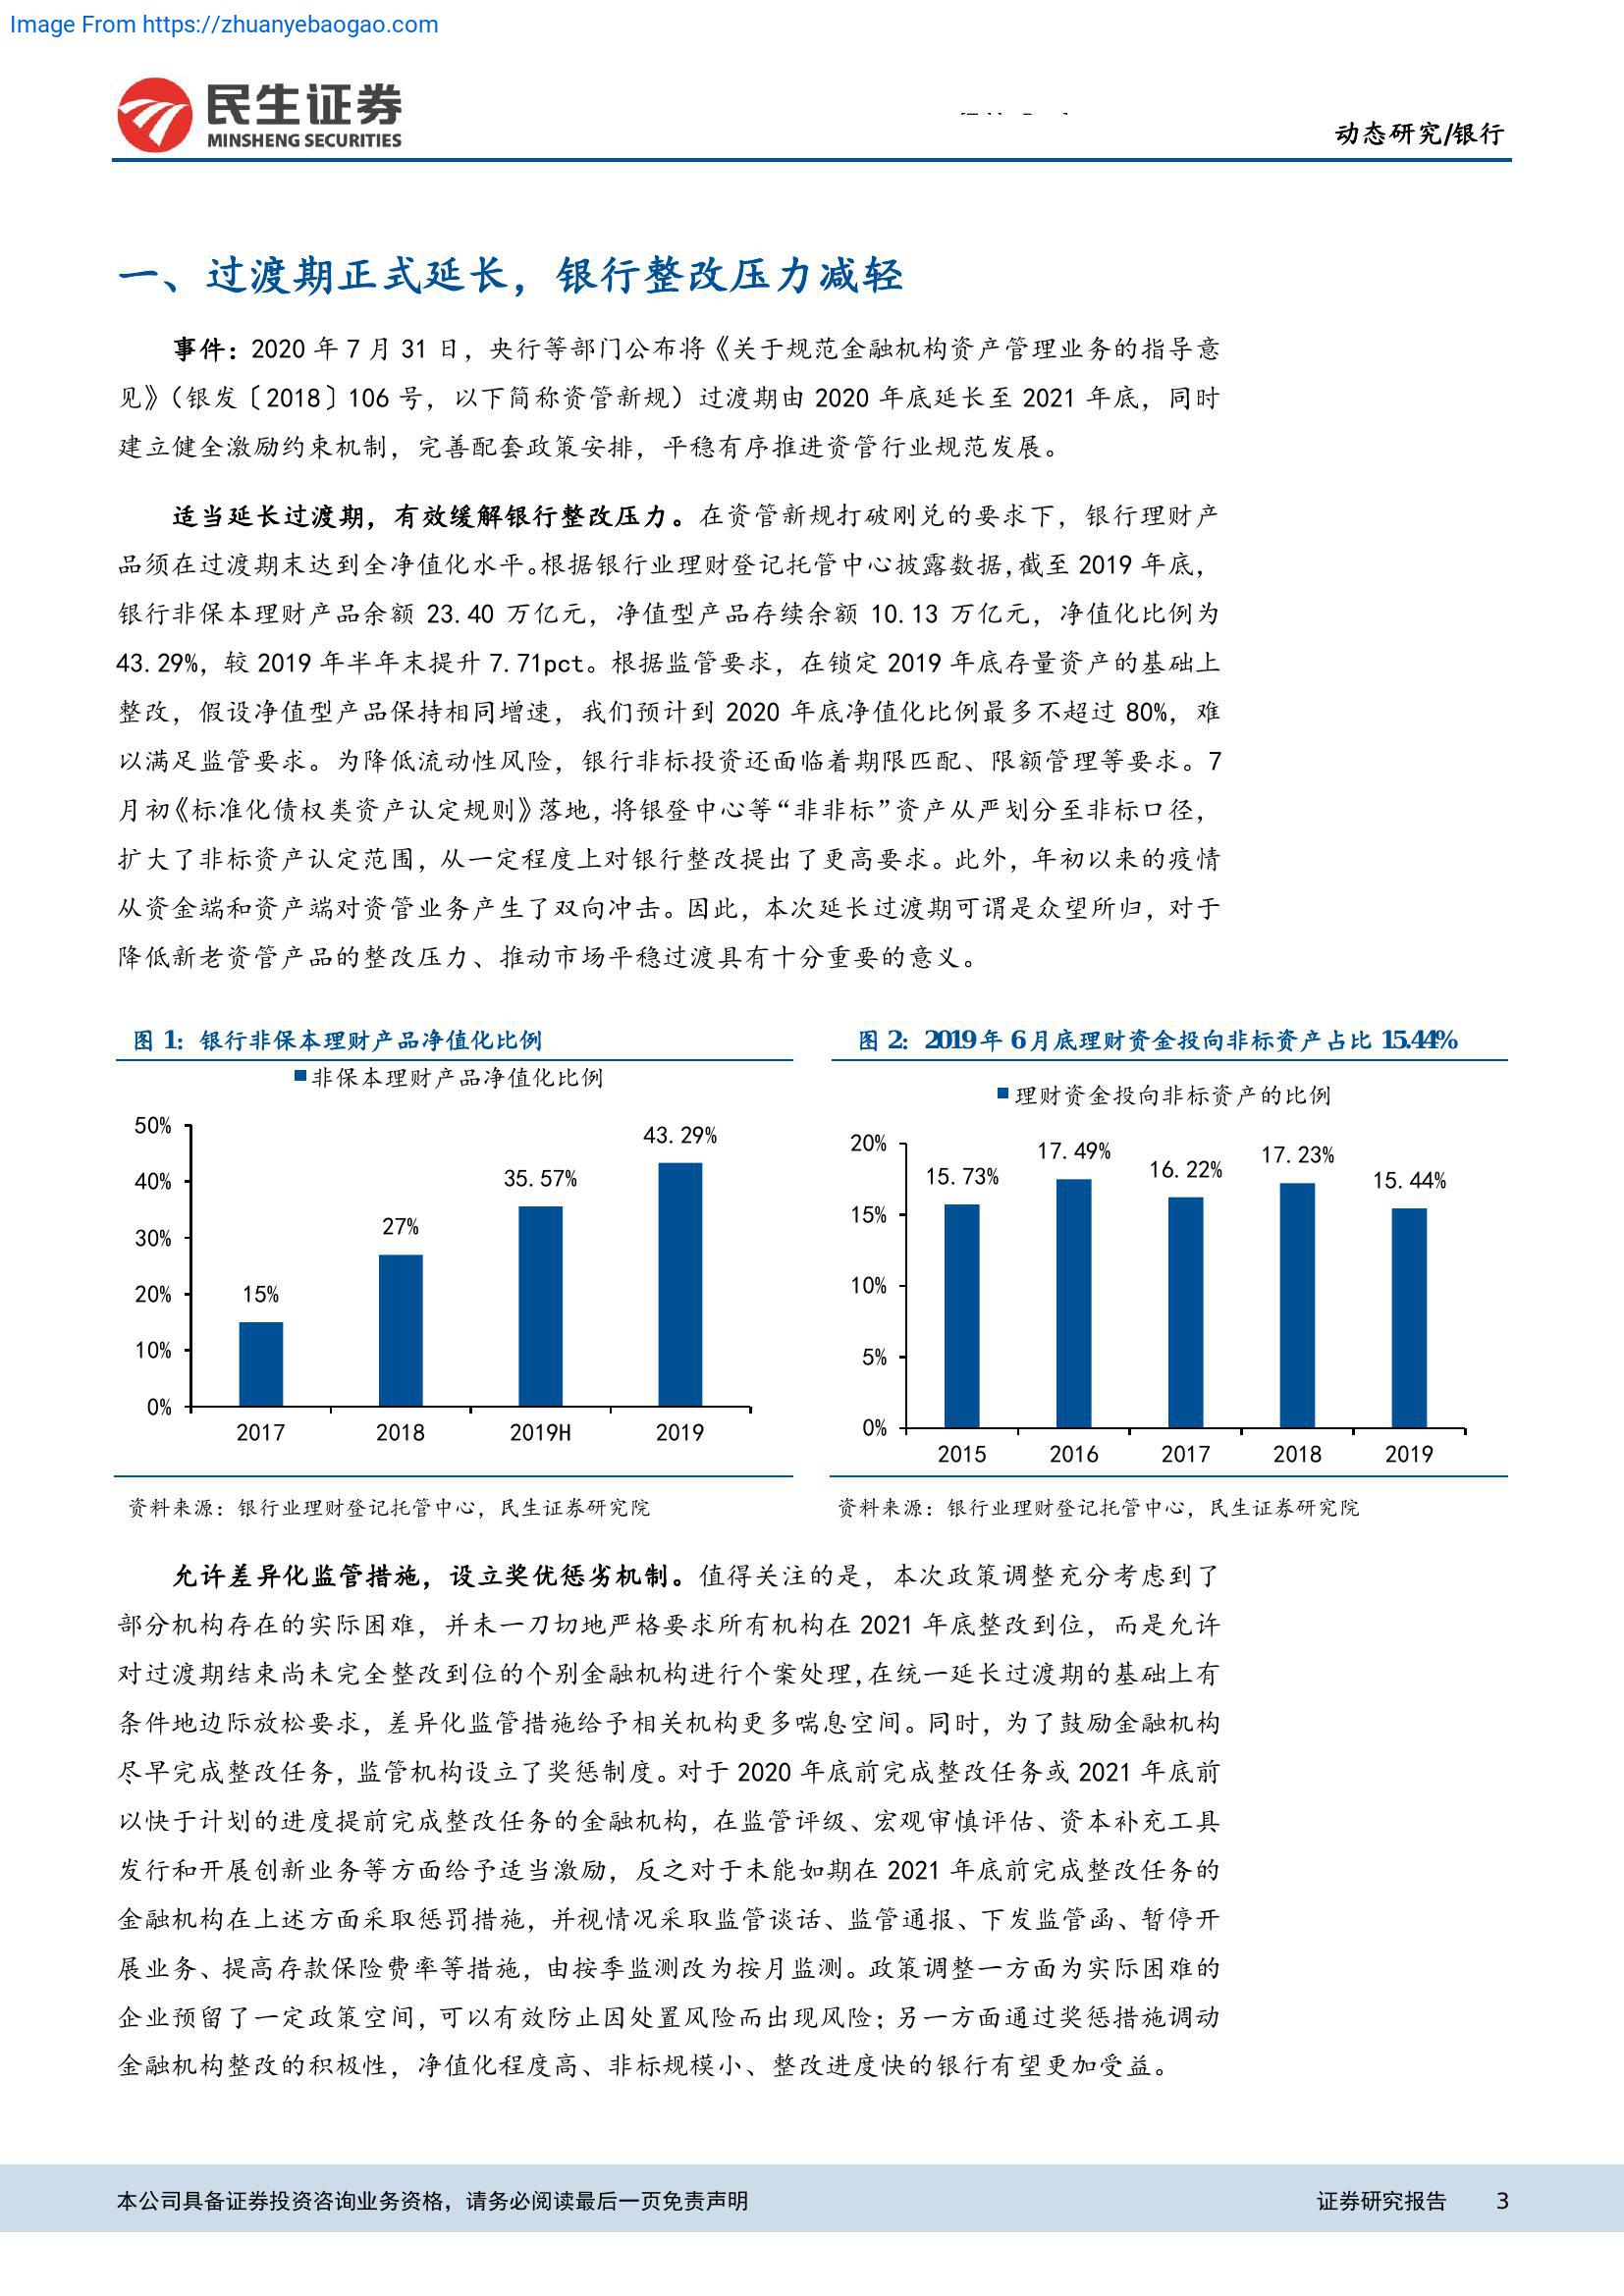 Image From https://zhuanyebaogao.com
民生证券
MINSHENG SECURITIES
动态研究/银行
一、过渡期正式延长，银行整改压力减轻
事件：2020 年 7 月 31 日，央行等部门公布将《关于规范金融机构资产管理业务的指导意
见》（银发〔2018〕106 号，以下简称资管新规）过渡期由 2020 年底延长至 2021 年底，同时
建立健全激励约束机制，完善配套政策安排，平稳有序推进资管行业规范发展。
适当延长过渡期，有效缓解银行整改压力。在资管新规打破刚兑的要求下，银行理财产
品须在过渡期末达到全净值化水平。根据银行业理财登记托管中心披露数据，截至 2019 年底，
银行非保本理财产品余额 23.40 万亿元，净值型产品存续余额 10.13 万亿元，净值化比例为
43.29%，较 2019 年半年末提升 7.71pct。根据监管要求，在锁定 2019 年底存量资产的基础上
整改，假设净值型产品保持相同增速，我们预计到 2020 年底净值化比例最多不超过 80%，难
以满足监管要求。为降低流动性风险，银行非标投资还面临着期限匹配、限额管理等要求。7
月初《标准化债权类资产认定规则》落地，将银登中心等“非非标”资产从严划分至非标口径，
扩大了非标资产认定范围，从一定程度上对银行整改提出了更高要求。此外，年初以来的疫情
从资金端和资产端对资管业务产生了双向冲击。因此，本次延长过渡期可谓是众望所归，对于
降低新老资管产品的整改压力、推动市场平稳过渡具有十分重要的意义。
图 1：银行非保本理财产品净值化比例
非保本理财产品净值化比例
50%
40%
30%
20%
10%
0%
15%
27%
35.57%
43.29%
2017
2018
2019H
2019
资料来源：银行业理财登记托管中心，民生证券研究院
图 2：2019 年 6 月底理财资金投向非标资产占比 15.44%
理财资金投向非标资产的比例
20%
15%
10%
5%
0%
15.73%
17.49%
16.22%
17.23%
15.44%
2015
2016
2017
2018
2019
资料来源：银行业理财登记托管中心，民生证券研究院
允许差异化监管措施，设立奖优惩劣机制。值得关注的是，本次政策调整充分考虑到了
部分机构存在的实际困难，并未一刀切地严格要求所有机构在 2021 年底整改到位，而是允许
对过渡期结束尚未完全整改到位的个别金融机构进行个案处理，在统一延长过渡期的基础上有
条件地边际放松要求，差异化监管措施给予相关机构更多喘息空间。同时，为了鼓励金融机构
尽早完成整改任务，监管机构设立了奖惩制度。对于 2020 年底前完成整改任务或 2021 年底前
以快于计划的进度提前完成整改任务的金融机构，在监管评级、宏观审慎评估、资本补充工具
发行和开展创新业务等方面给予适当激励，反之对于未能如期在 2021 年底前完成整改任务的
金融机构在上述方面采取惩罚措施，并视情况采取监管谈话、监管通报、下发监管函、暂停开
展业务、提高存款保险费率等措施，由按季监测改为按月监测。政策调整一方面为实际困难的
企业预留了一定政策空间，可以有效防止因处置风险而出现风险；另一方面通过奖惩措施调动
金融机构整改的积极性，净值化程度高、非标规模小、整改进度快的银行有望更加受益。
本公司具备证券投资咨询业务资格，请务必阅读最后一页免责声明
证券研究报告 3